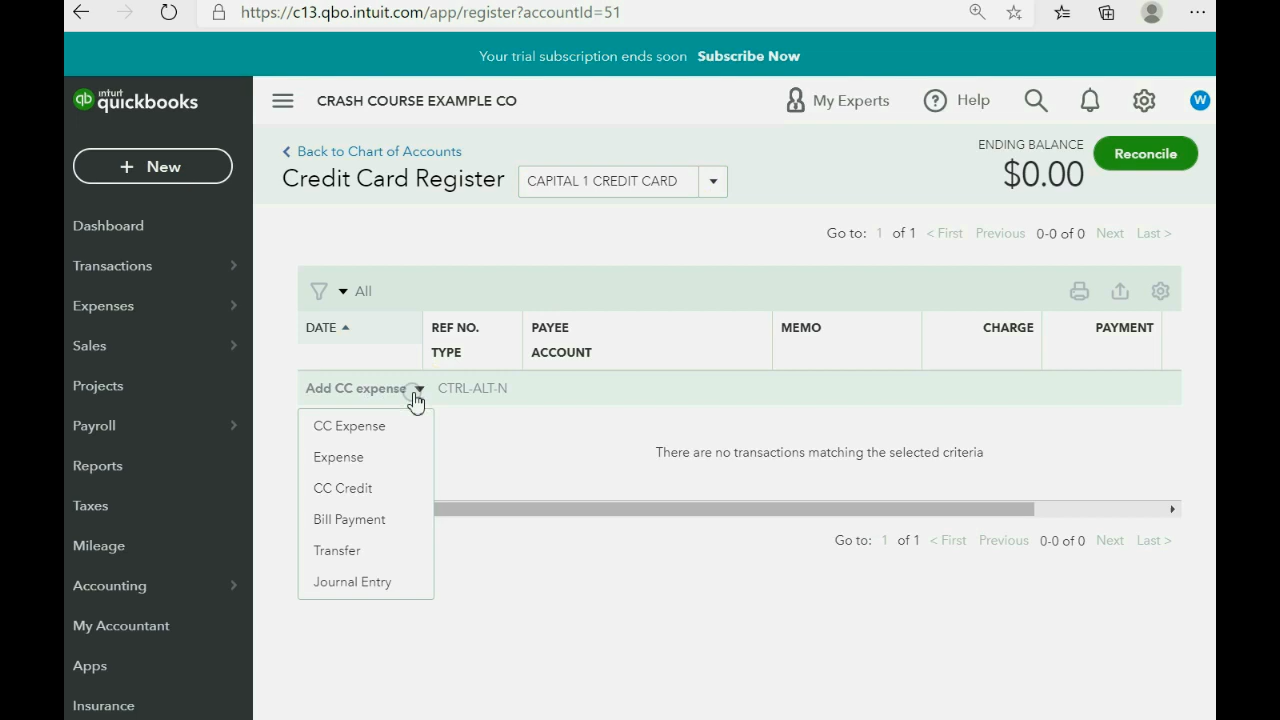 https://c13.qbo.intuit.com/app/register?accountId=51
Your trial subscription ends soon Subscribe Now
qb intuit quickbooks
CRASH COURSE EXAMPLE CO
My Experts
? Help
W
+ New
Dashboard
Transactions
Expenses
Sales
Projects
Payroll
Reports
Taxes
Mileage
Accounting
My Accountant
Apps
Insurance
< Back to Chart of Accounts
Credit Card Register
CAPITAL 1 CREDIT CARD
ENDING BALANCE
$0.00
Reconcile
Go to: 1 of 1 < First Previous 0-0 of 0 Next Last >
All
DATE REF NO. PAYEE MEMO CHARGE PAYMENT
TYPE ACCOUNT
Add CC expense CTRL-ALT-N
CC Expense
Expense
CC Credit
Bill Payment
Transfer
Journal Entry
There are no transactions matching the selected criteria
Go to: 1 of 1 < First Previous 0-0 of 0 Next Last >